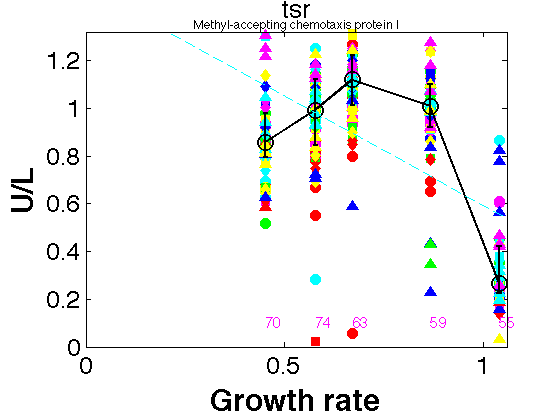 tsr
Methyl-accepting chemotaxis protein I
1.2
1
0.8
0.6
0.4
0.2
0
U/L
70 74 63 59 55
0 0.5 1
Growth rate